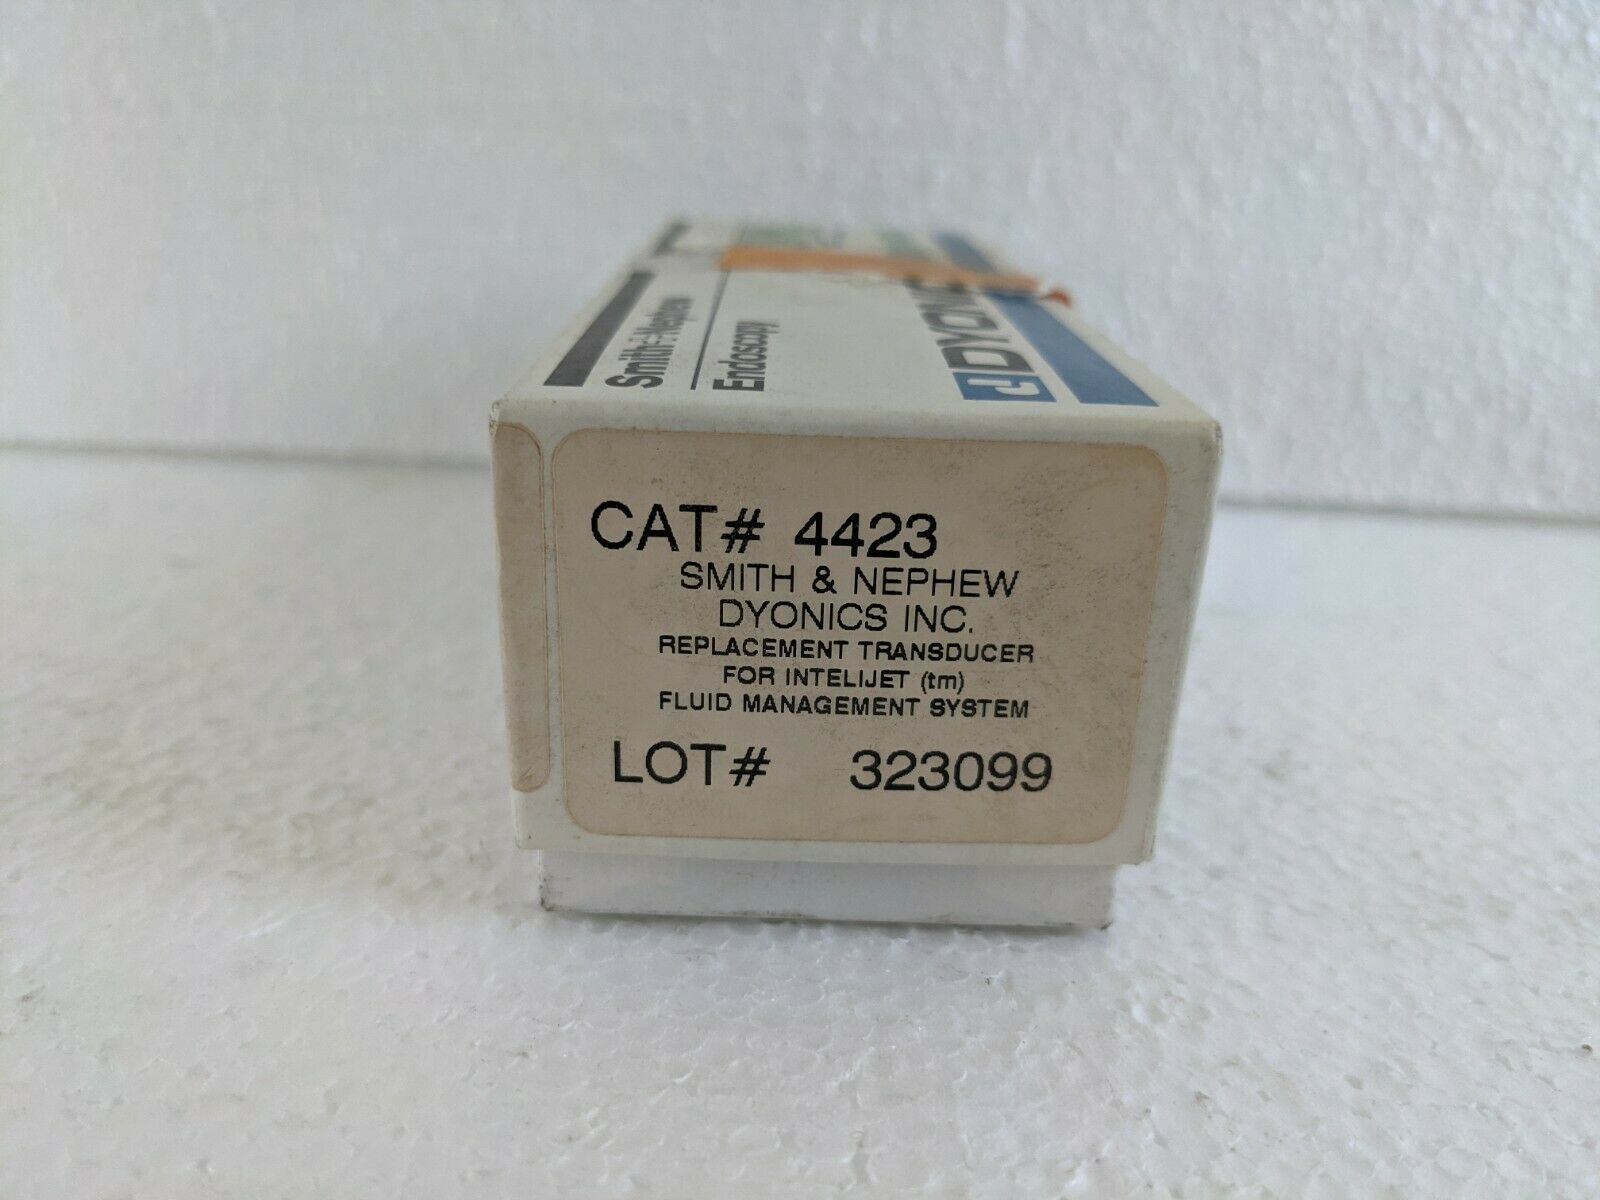 Smith+Nephew
Endoscopy
DYONICS
CAT# 4423
SMITH & NEPHEW
DYONICS INC.
REPLACEMENT TRANSDUCER
FOR INTELIJET (tm)
FLUID MANAGEMENT SYSTEM
LOT# 323099